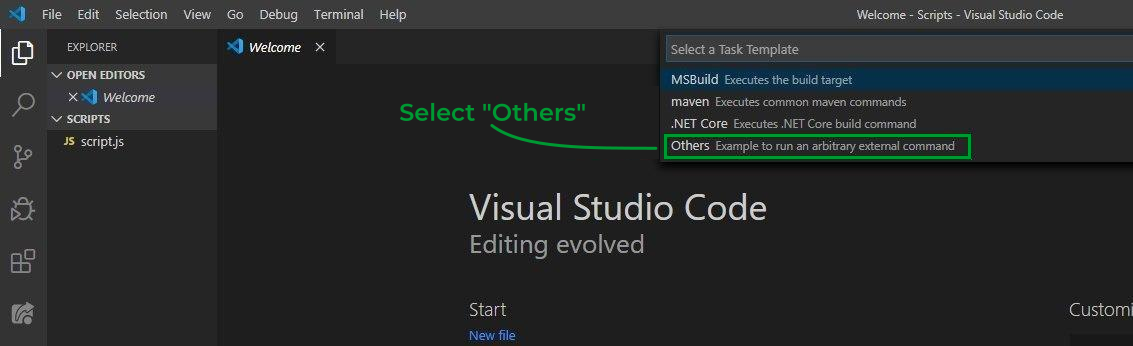 File Edit Selection View Go Debug Terminal Help Welcome - Scripts - Visual Studio Code
EXPLORER
OPEN EDITORS
Welcome
SCRIPTS
JS script.js
Welcome
Select a Task Template
MSBuild Executes the build target
maven Executes common maven commands
.NET Core Executes .NET Core build command
Others Example to run an arbitrary external command
Select "Others"
Visual Studio Code
Editing evolved
Start
New file
Customi